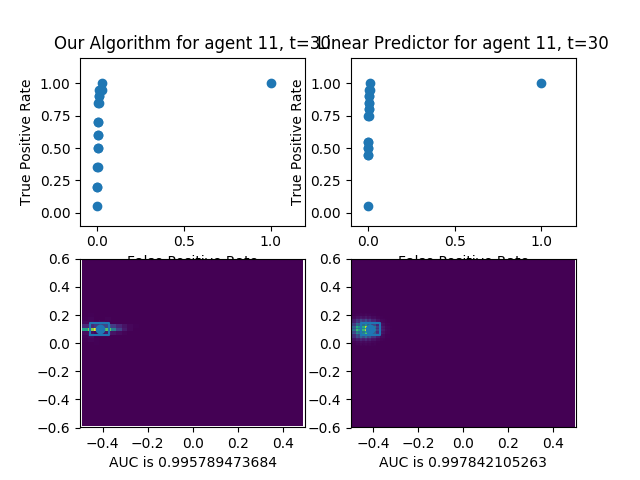 Our Algorithm for agent 11, t=30
Linear Predictor for agent 11, t=30
True Positive Rate
1.00
0.75
0.50
0.25
0.00
0.0 0.5 1.0
False Positive Rate
True Positive Rate
1.00
0.75
0.50
0.25
0.00
0.0 0.5 1.0
False Positive Rate
0.6
0.4
0.2
0.0
−0.2
−0.4
−0.6
−0.4 −0.2 0.0 0.2 0.4
AUC is 0.995789473684
0.6
0.4
0.2
0.0
−0.2
−0.4
−0.6
−0.4 −0.2 0.0 0.2 0.4
AUC is 0.997842105263